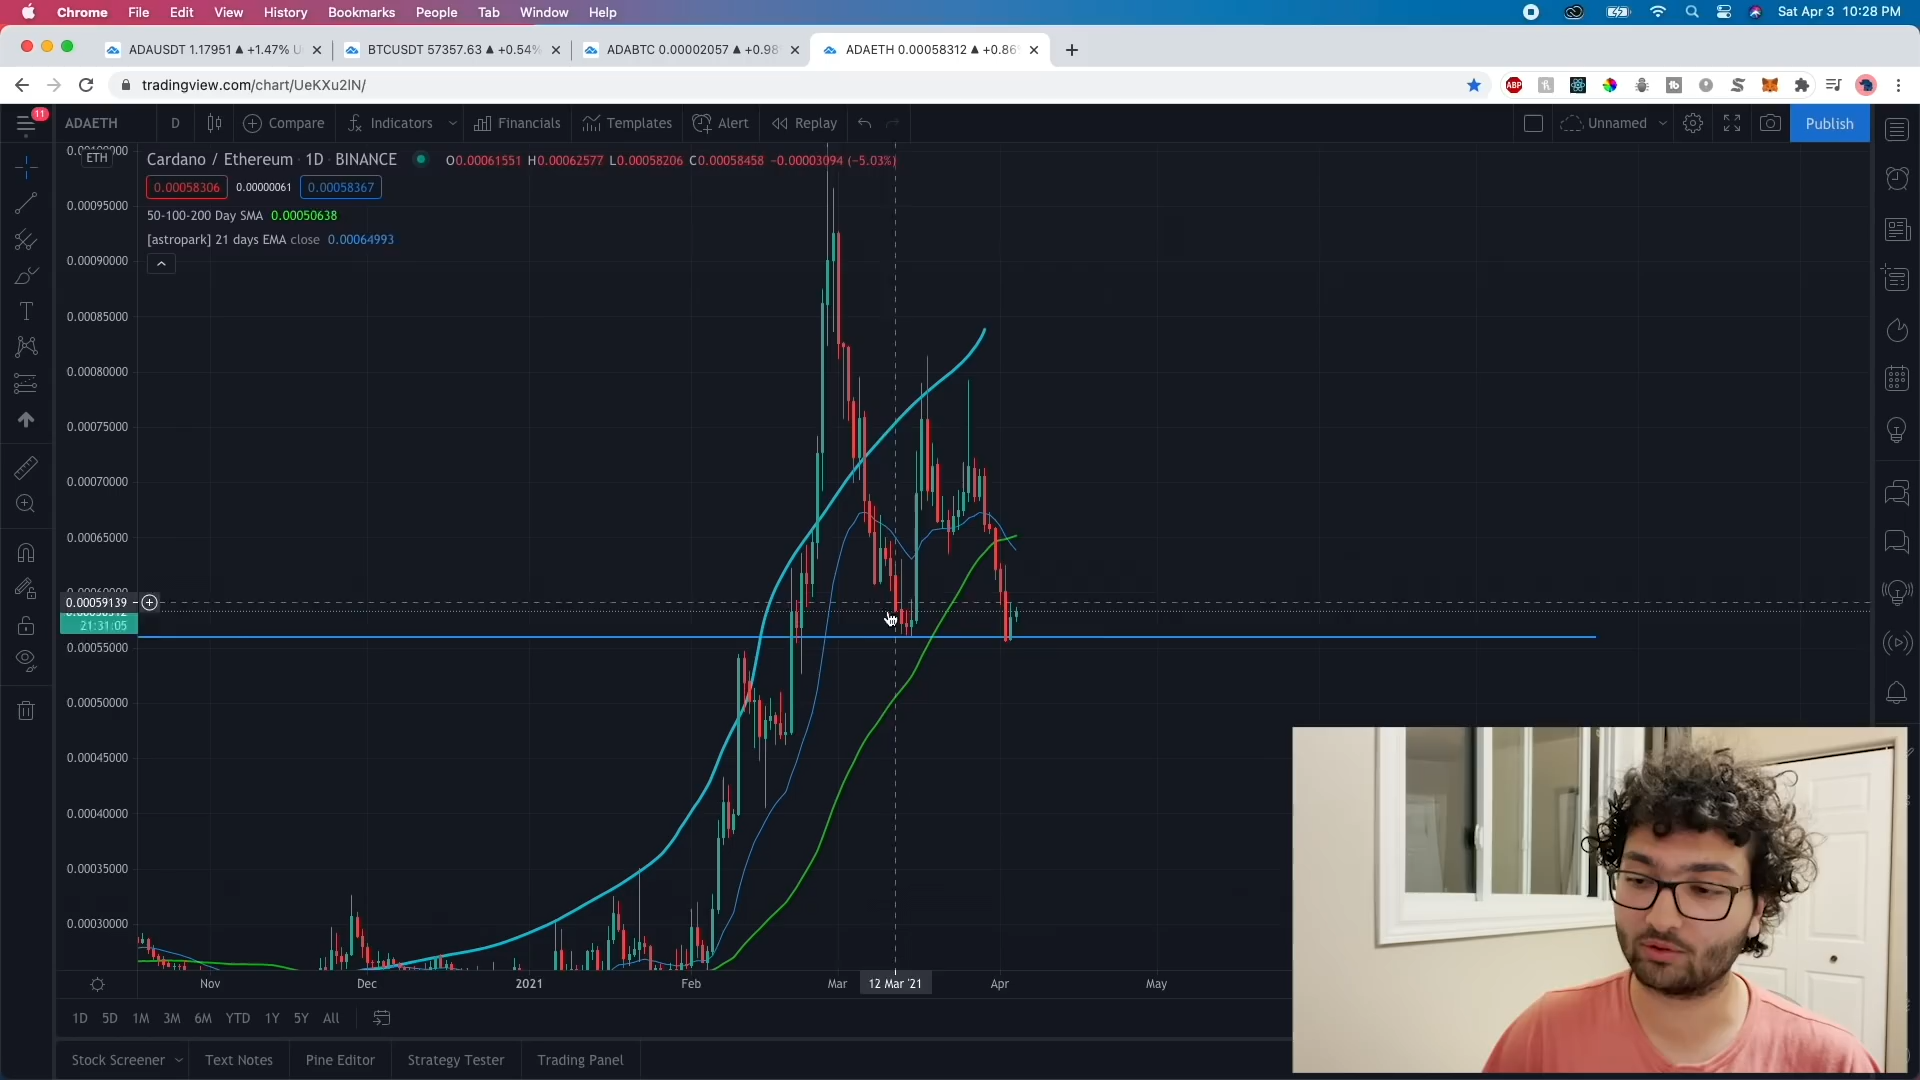 Chrome File Edit View History Bookmarks People Tab Window Help Sat Apr 3 10:28 PM
ADAUSDT 1.17951 ▲ +1.47% BTCUSDT 57357.63 ▲ +0.54% ADABTC 0.00002057 ▲ +0.98 ADAETH 0.00058312 ▲ +0.86
tradingview.com/chart/UeKXu2lN/ ABP
11
ADAETH D Compare Indicators Financials Templates Alert Replay Unnamed Publish
ETH
Cardano / Ethereum · 1D · BINANCE O0.00061551 H0.00062577 L0.00058206 C0.00058458 −0.00003094 (−5.03%)
0.00058306 0.00000061 0.00058367
50-100-200 Day SMA 0.00050638
[astropark] 21 days EMA close 0.00064993
0.00095000
0.00090000
0.00085000
0.00080000
0.00075000
0.00070000
0.00065000
0.00059139
21:31:05
0.00055000
0.00050000
0.00045000
0.00040000
0.00035000
0.00030000
Nov Dec 2021 Feb Mar 12 Mar '21 Apr May
1D 5D 1M 3M 6M YTD 1Y 5Y All
Stock Screener Text Notes Pine Editor Strategy Tester Trading Panel